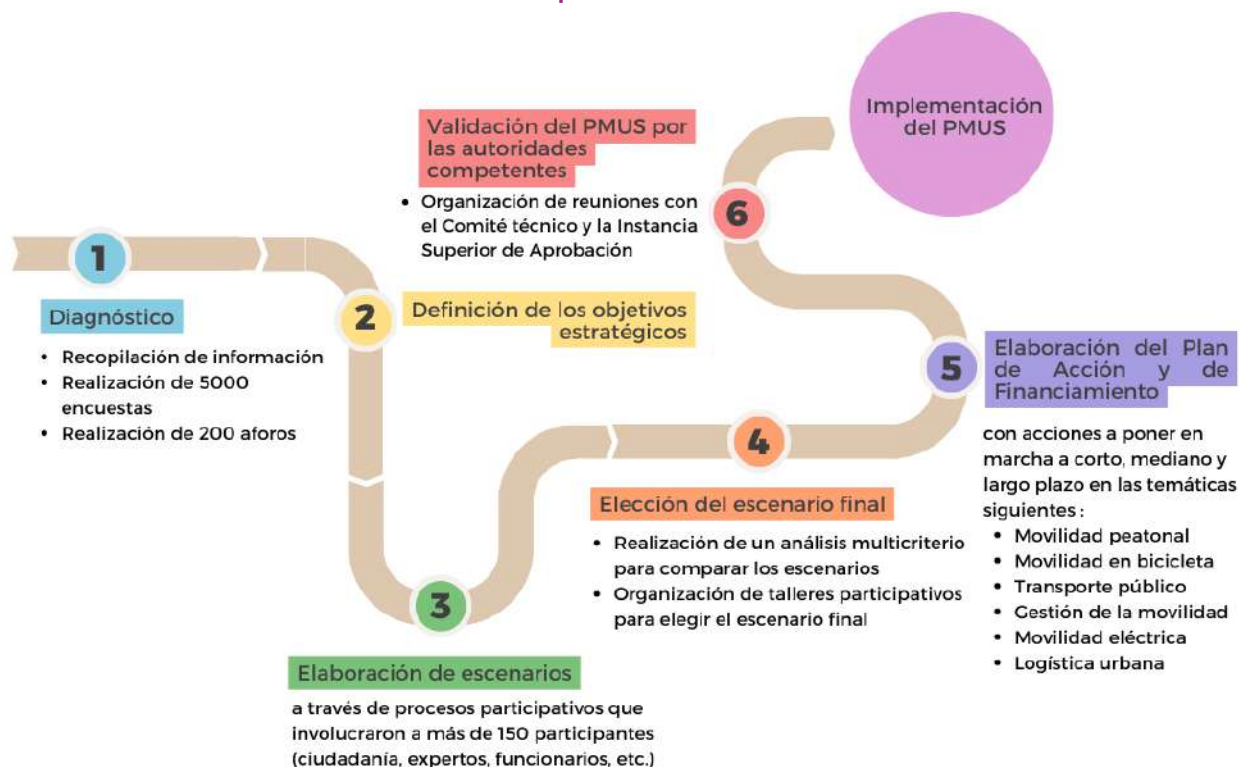 1
Diagnóstico
• Recopilación de información
• Realización de 5000
encuestas
• Realización de 200 aforos
2
Definición de los objetivos
estratégicos
3
Elaboración de escenarios
a través de procesos participativos que
involucraron a más de 150 participantes
(ciudadanía, expertos, funcionarios, etc.)
4
Elección del escenario final
• Realización de un análisis multicriterio
para comparar los escenarios
• Organización de talleres participativos
para elegir el escenario final
5
Elaboración del Plan
de Acción y de
Financiamiento
con acciones a poner en
marcha a corto, mediano y
largo plazo en las temáticas
siguientes :
• Movilidad peatonal
• Movilidad en bicicleta
• Transporte público
• Gestión de la movilidad
• Movilidad eléctrica
• Logística urbana
6
Validación del PMUS por
las autoridades
competentes
• Organización de reuniones con
el Comité técnico y la Instancia
Superior de Aprobación
Implementación
del PMUS